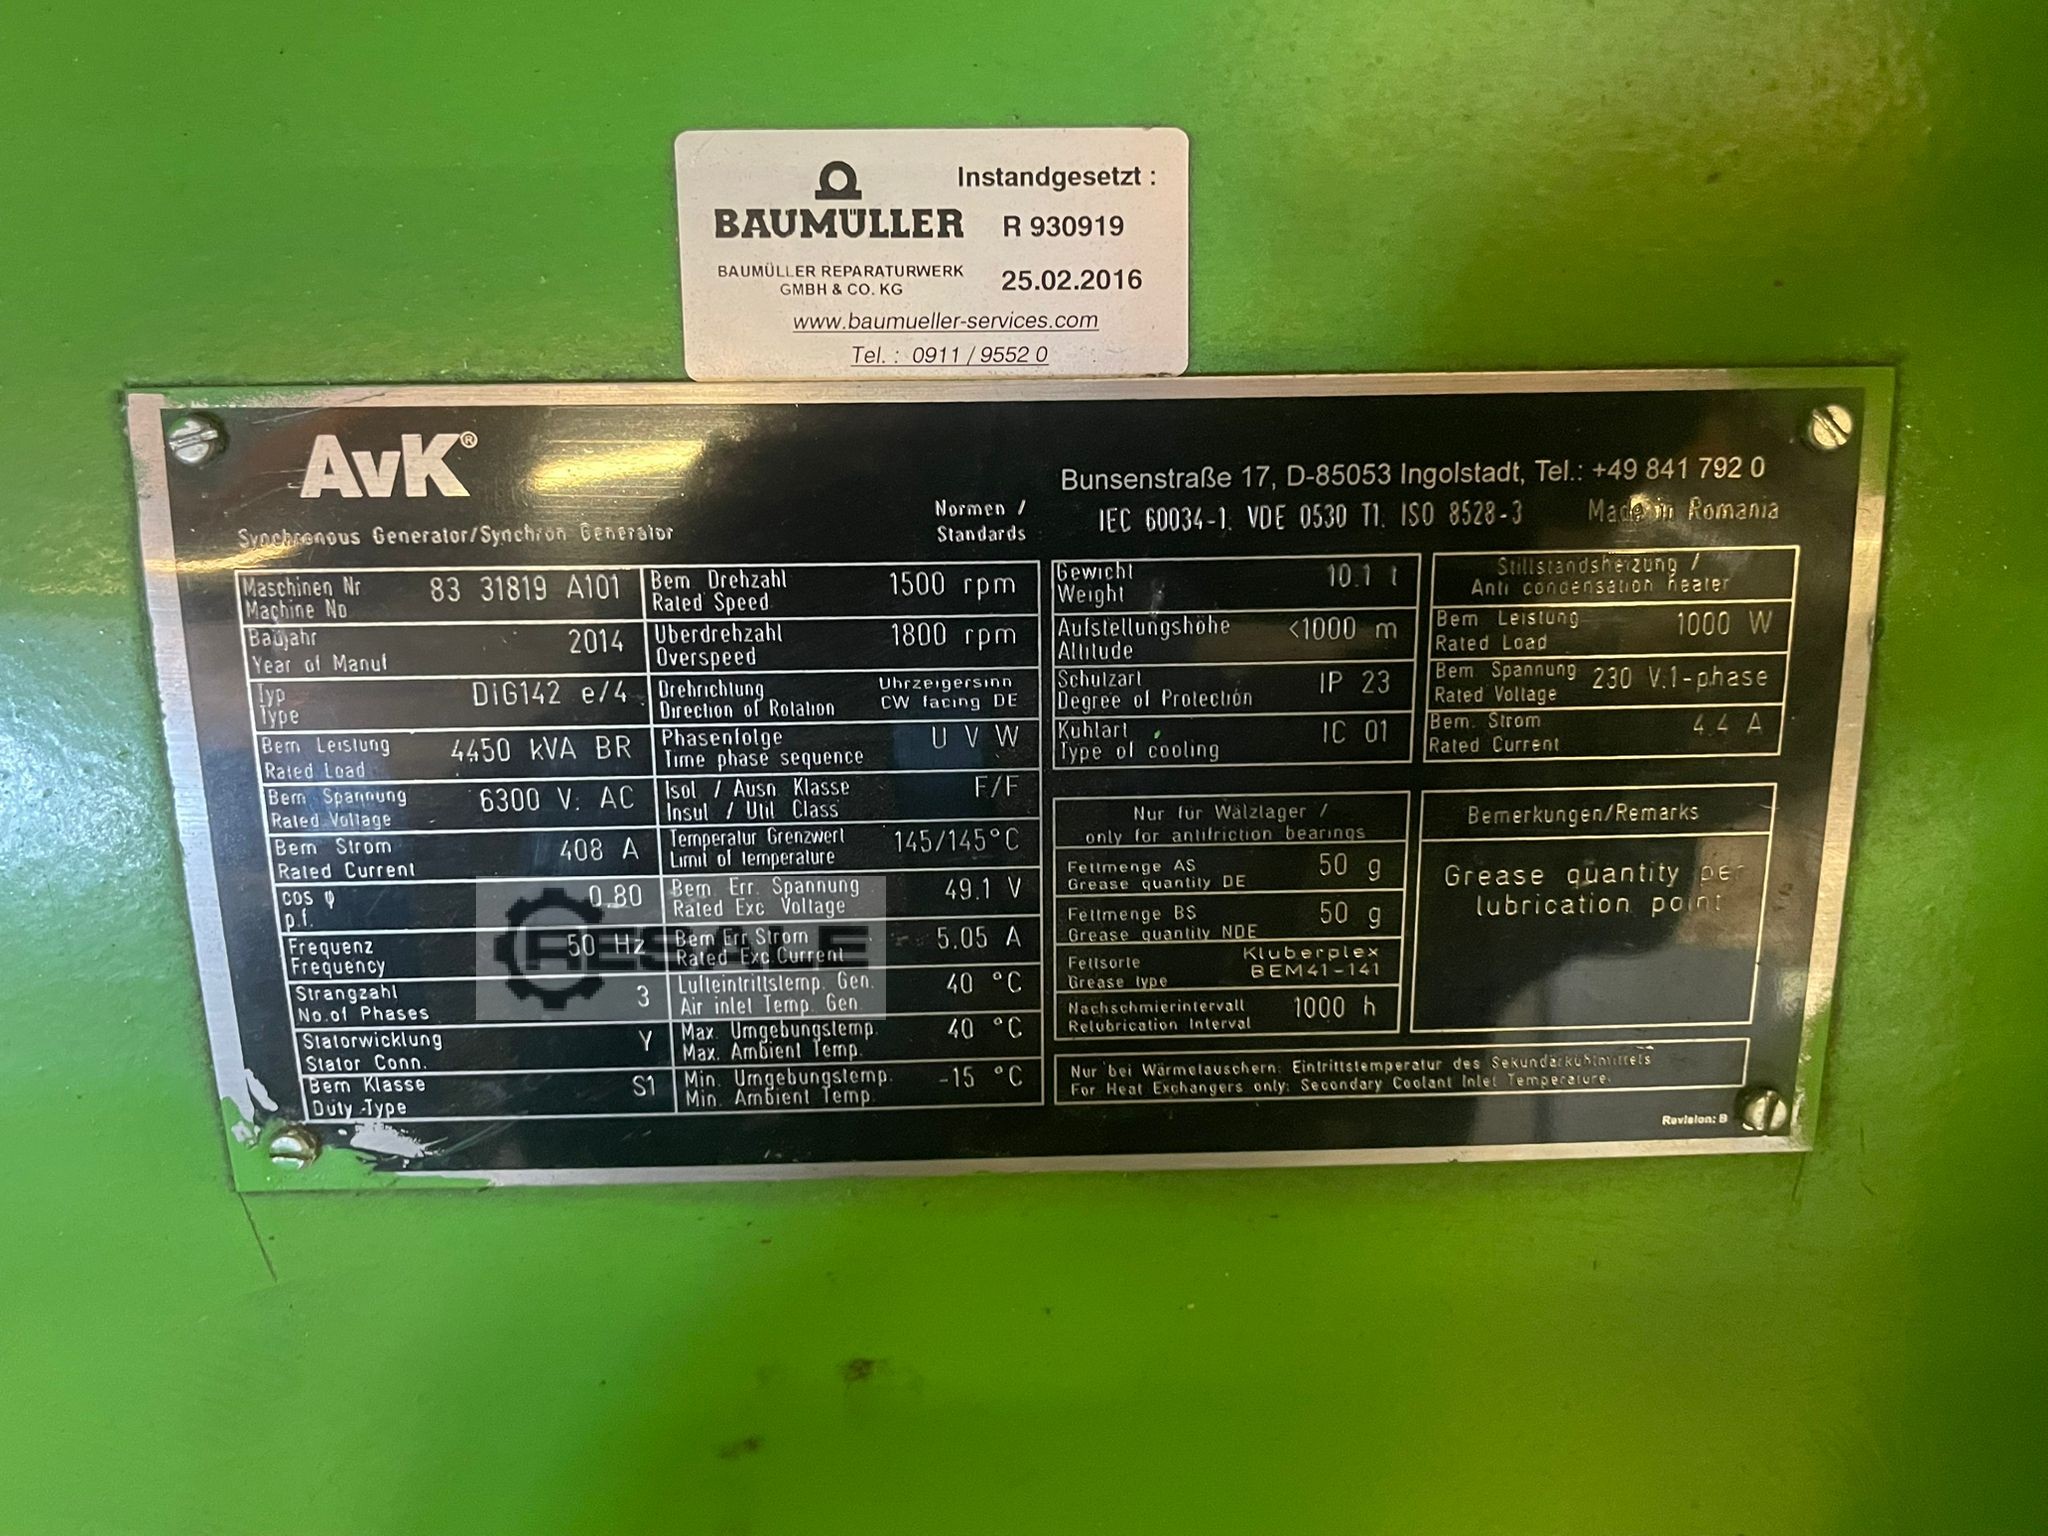 Instandgesetzt :
BAUMÜLLER R 930919
BAUMÜLLER REPARATURWERK
GMBH & CO. KG
25.02.2016
www.baumueller-services.com
Tel. : 0911 / 9552 0
AvK®
Bunsenstraße 17, D-85053 Ingolstadt, Tel.: +49 841 792 0
Synchronous Generator/Synchron Generator
Normen /
Standards
IEC 60034-1. VDE 0530 T1. ISO 8528-3
Made in Romania
Maschinen Nr
Machine No
83 31819 A101
Baujahr
Year of Manuf
2014
Typ
Type
DiG142 e/4
Bem Leistung
Rated Load
4450 kVA BR
Bem Spannung
Rated Voltage
6300 V. AC
Bem Strom
Rated Current
408 A
cos φ
p.f.
0.80
Frequenz
Frequency
50 Hz
Strangzahl
No.of Phases
3
Statorwicklung
Stator Conn.
Y
Bem Klasse
Duty-Type
S1
Bem Drehzahl
Rated Speed
1500 rpm
Uberdrehzahl
Overspeed
1800 rpm
Drehrichtung
Direction of Rotation
Uhrzeigersinn
CW facing DE
Phasenfolge
Time phase sequence
U V W
Isol / Ausn Klasse
Insul / Util Class
F/F
Temperatur Grenzwert
Limit of temperature
145/145°C
Bem Err. Spannung
Rated Exc Voltage
49.1 V
Bem Err Strom
Rated Exc.Current
5.05 A
Lufteintrittstemp. Gen.
Air inlet Temp. Gen.
40 °C
Max. Umgebungstemp.
Max. Ambient Temp.
40 °C
Min. Umgebungstemp.
Min. Ambient Temp.
-15 °C
RESALE
Gewicht
Weight
10.1 t
Aufstellungshöhe
Altitude
<1000 m
Schutzart
Degree of Protection
IP 23
Kühlart
Type of cooling
IC 01
Stillstandsheizung /
Anti condensation heater
Bem Leistung
Rated Load
1000 W
Bem Spannung
Rated Voltage
230 V.1-phase
Bem. Strom
Rated Current
4.4 A
Nur für Wälzlager /
only for antifriction bearings
Fettmenge AS
Grease quantity DE
50 g
Fettmenge BS
Grease quantity NDE
50 g
Fettsorte
Grease type
Kluberplex
BEM41-141
Nachschmierintervall
Relubrication Interval
1000 h
Bemerkungen/Remarks
Grease quantity per
lubrication point
Nur bei Wärmetauschern: Eintrittstemperatur des Sekundärkühlmittels
For Heat Exchangers only: Secondary Coolant Inlet Temperature.
Revision: B